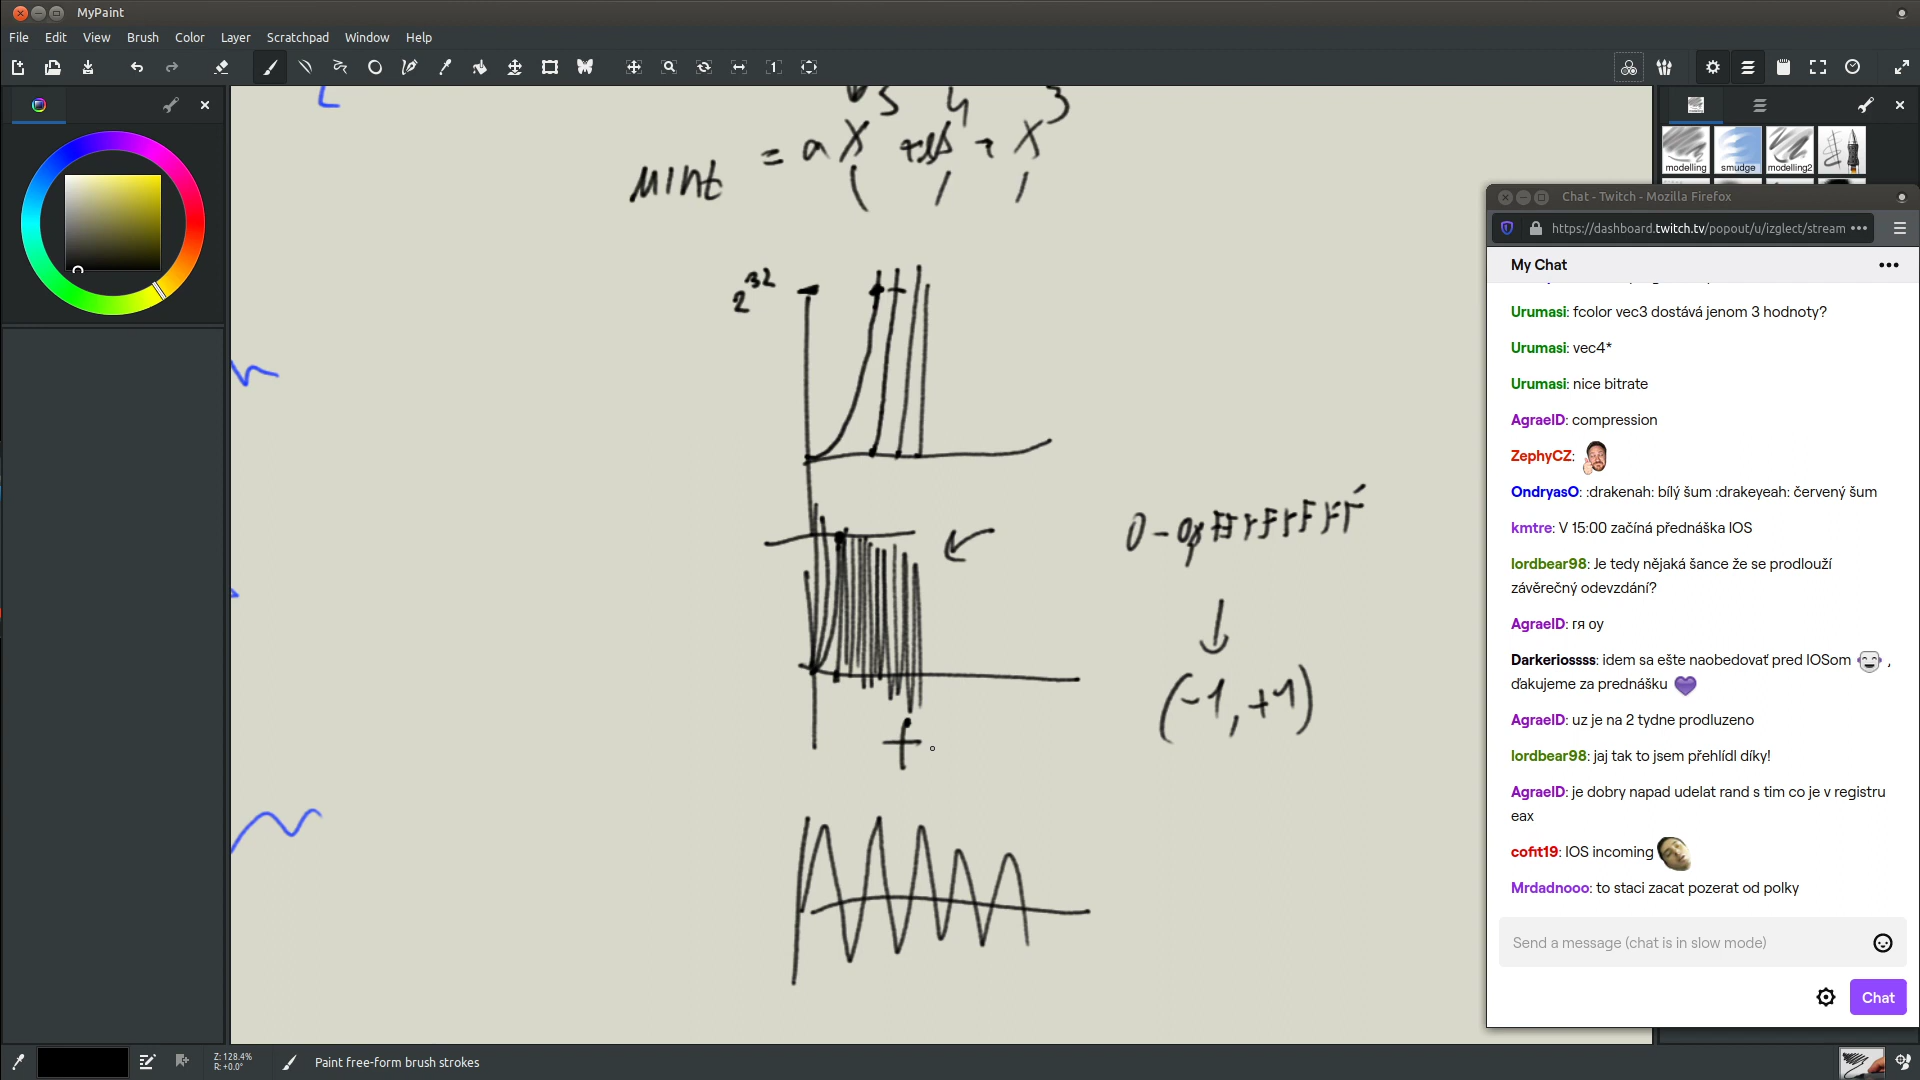 MyPaint
File Edit View Brush Color Layer Scratchpad Window Help
modelling smudge modelling2
uint = a x^5 + x^4 + x^3
2^32
0 - 0xFFFFFFFF
(-1, +1)
Chat - Twitch - Mozilla Firefox
https://dashboard.twitch.tv/popout/u/izglect/stream
My Chat
Urumasi: fcolor vec3 dostává jenom 3 hodnoty?
Urumasi: vec4*
Urumasi: nice bitrate
AgraelD: compression
ZephyCZ:
OndryasO: :drakenah: bílý šum :drakeyeah: červený šum
kmtre: V 15:00 začíná přednáška IOS
lordbear98: Je tedy nějaká šance že se prodlouží
závěrečný odevzdání?
AgraelD: гя оу
Darkeriossss: idem sa ešte naobedovať pred IOSom ,
ďakujeme za prednášku
AgraelD: uz je na 2 tydne prodluzeno
lordbear98: jaj tak to jsem přehlídl díky!
AgraelD: je dobry napad udelat rand s tim co je v registru
eax
cofit19: IOS incoming
Mrdadnooo: to staci zacat pozerat od polky
Send a message (chat is in slow mode)
Chat
Z: 128.4%
R: +0.0°
Paint free-form brush strokes